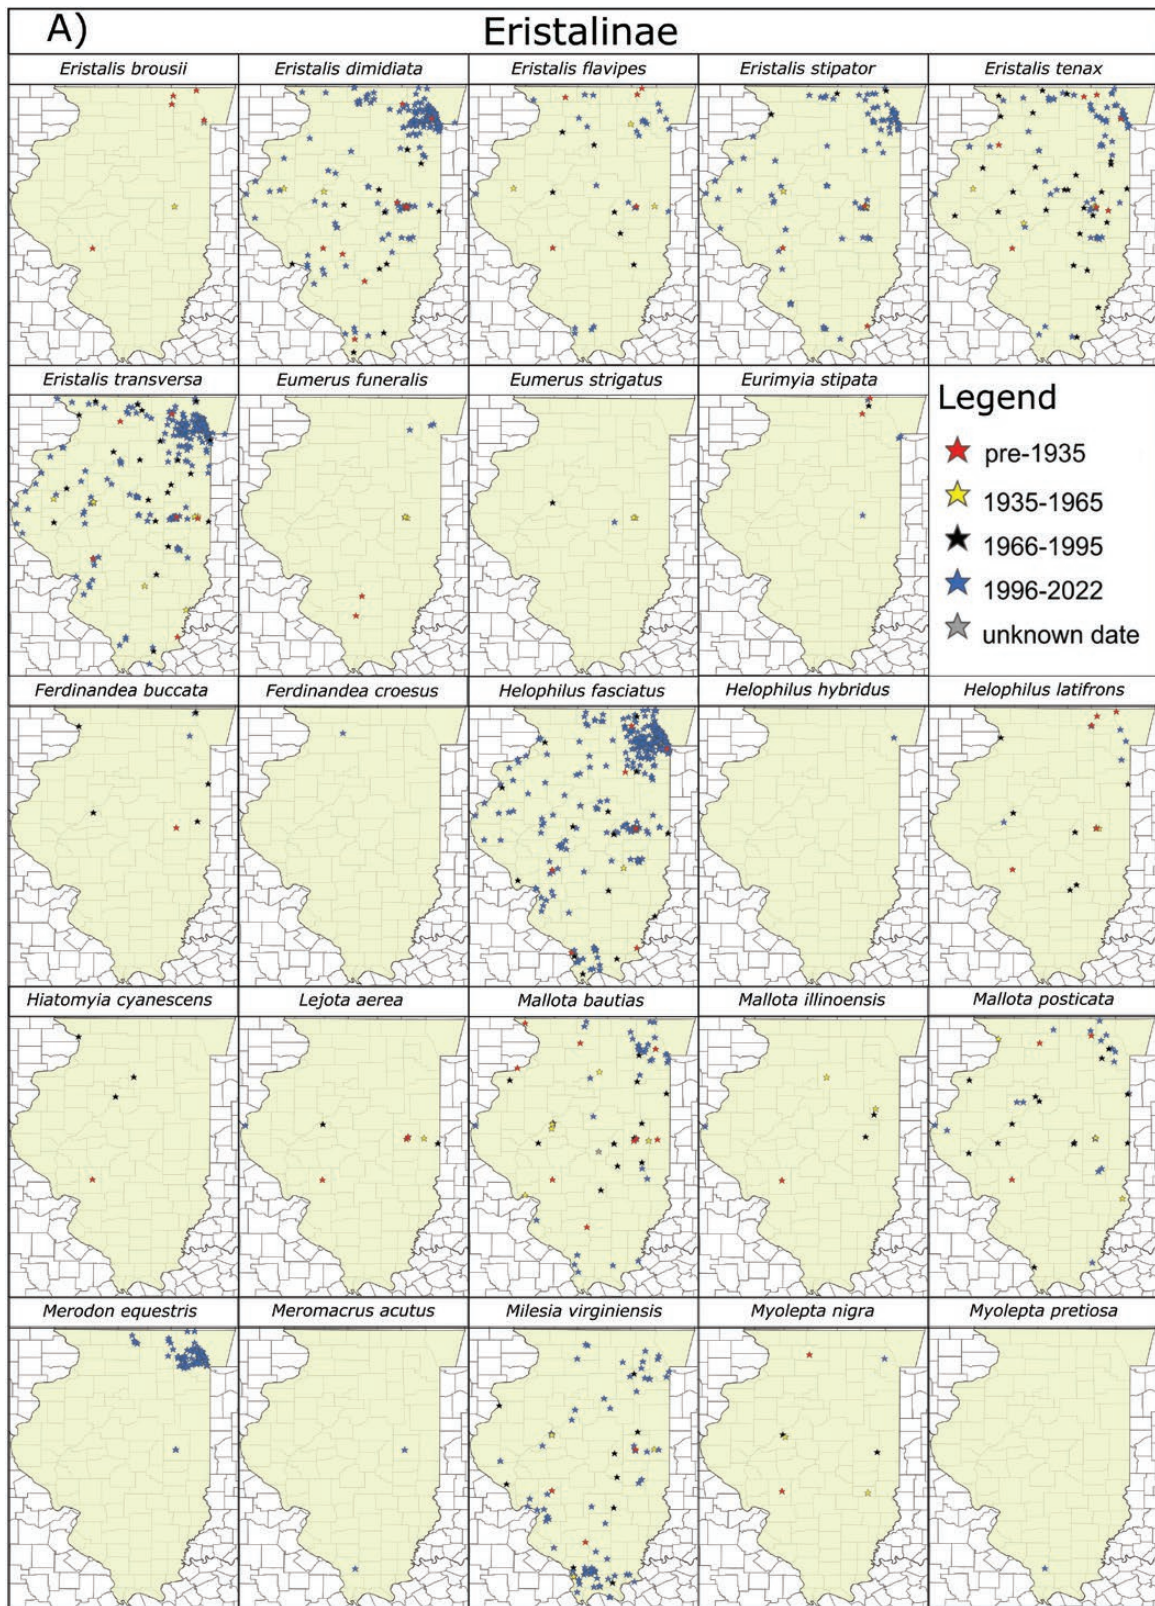 A)
Eristalinae
Eristalis brousii
Eristalis dimidiata
Eristalis flavipes
Eristalis stipator
Eristalis tenax
Eristalis transversa
Eumerus funeralis
Eumerus strigatus
Eurimyia stipata
Legend
pre-1935
1935-1965
1966-1995
1996-2022
unknown date
Ferdinandea buccata
Ferdinandea croesus
Helophilus fasciatus
Helophilus hybridus
Helophilus latifrons
Hiatomyia cyanescens
Lejota aerea
Mallota bautias
Mallota illinoensis
Mallota posticata
Merodon equestris
Meromacrus acutus
Milesia virginiensis
Myolepta nigra
Myolepta pretiosa